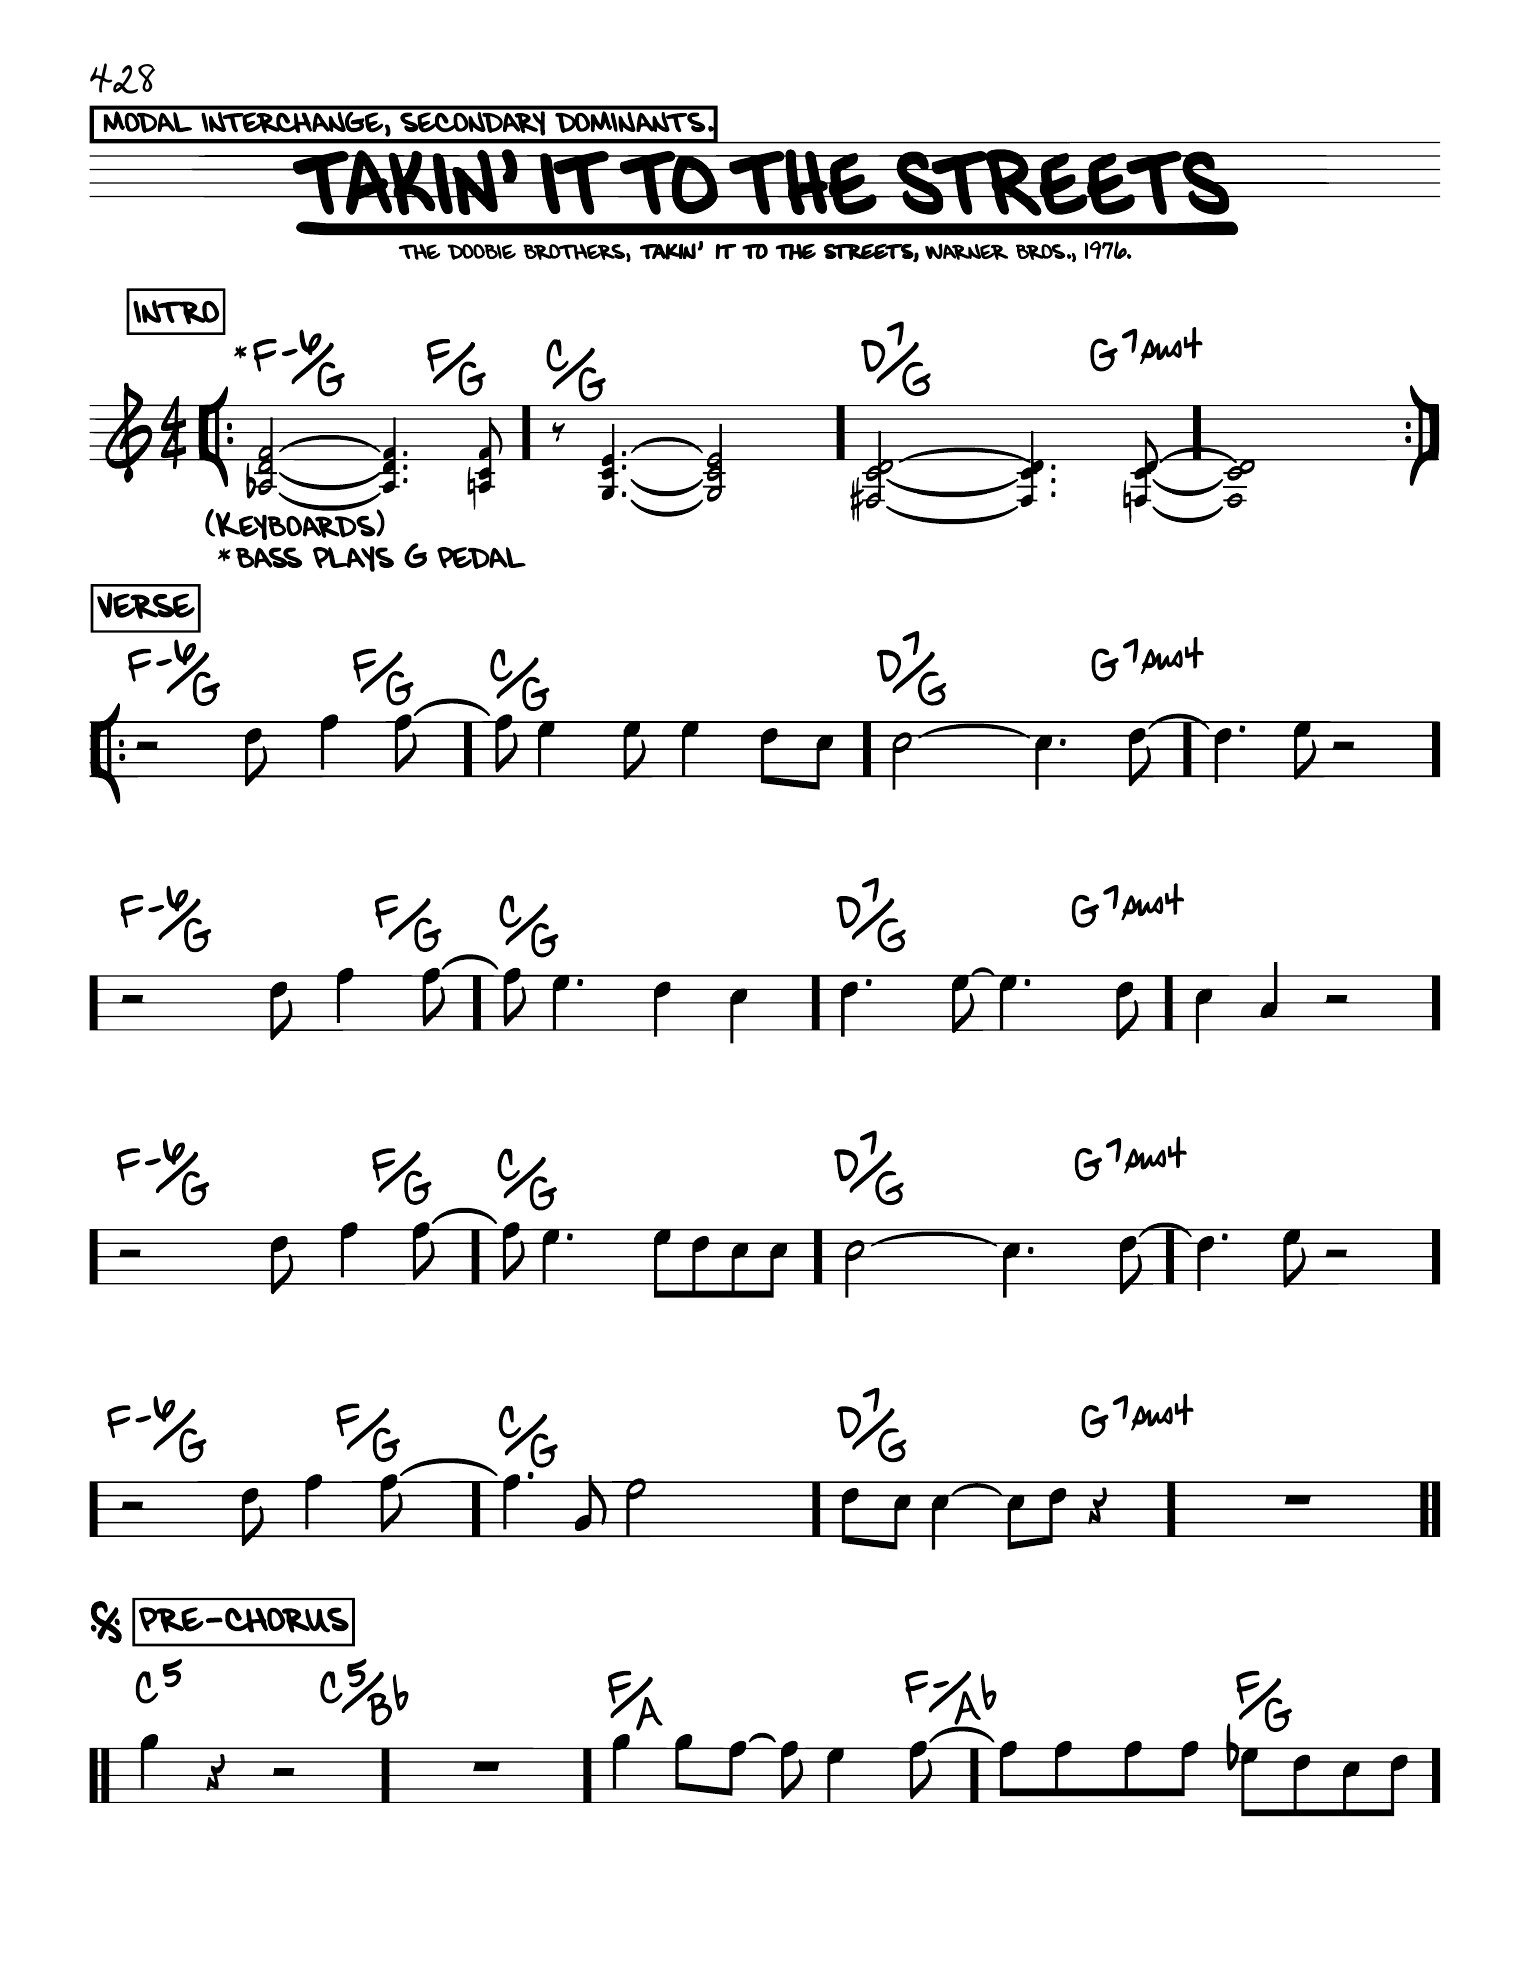 428
MODAL INTERCHANGE, SECONDARY DOMINANTS.
TAKIN' IT TO THE STREETS
THE DOOBIE BROTHERS, TAKIN' IT TO THE STREETS, WARNER BROS., 1976.
INTRO
*F-6/G F/G C/G D7/G G7sus4
4/4
(KEYBOARDS)
*BASS PLAYS G PEDAL
VERSE
F-6/G F/G C/G D7/G G7sus4
F-6/G F/G C/G D7/G G7sus4
F-6/G F/G C/G D7/G G7sus4
F-6/G F/G C/G D7/G G7sus4
PRE-CHORUS
C5 C5/B♭ F/A F-/A♭ F/G